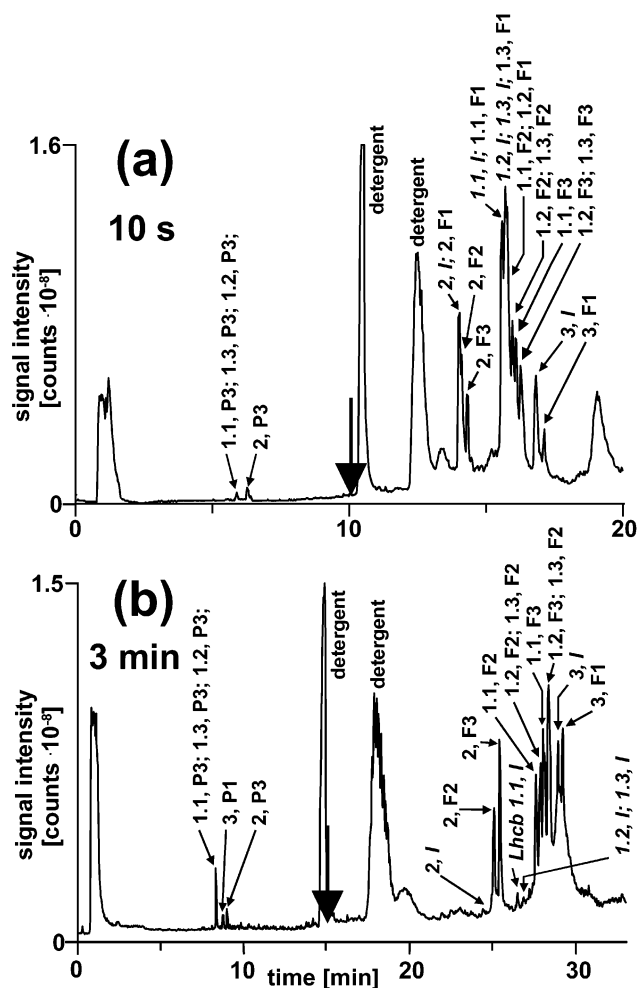 (a)
10 s
1.6
0
signal intensity
[counts ·10-8]
1.1, P3; 1.3, P3; 1.2, P3;
2, P3
detergent
detergent
2, I; 2, F1
2, F2
2, F3
1.1, I; 1.1, F1
1.2, I; 1.3, I; 1.3, F1
1.1, F2; 1.2, F1
1.2, F2; 1.3, F2
1.1, F3
1.2, F3; 1.3, F3
3, I
3, F1
0
10
20
(b)
3 min
1.5
0
signal intensity
[counts ·10-8]
1.1, P3; 1.3, P3; 1.2, P3;
3, P1
2, P3
detergent
detergent
2, I
2, F2
2, F3
Lhcb 1.1, I
1.1, F2
1.2, F2; 1.3, F2
1.1, F3
1.2, F3; 1.3, F2
3, I
3, F1
1.2, I; 1.3, I
0
10
20
30
time [min]